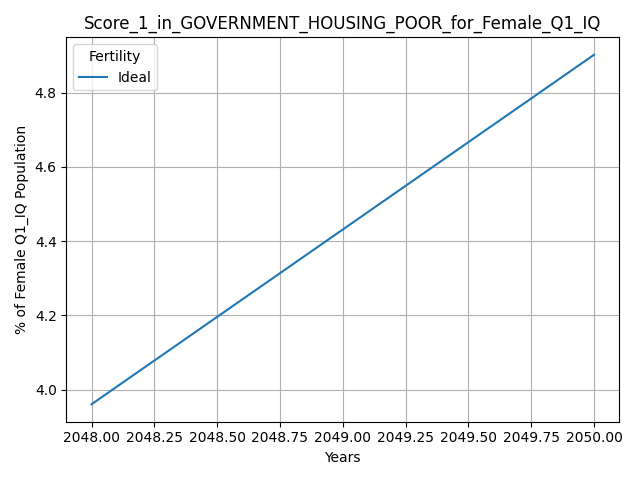 Score_1_in_GOVERNMENT_HOUSING_POOR_for_Female_Q1_IQ
Fertility
Ideal
% of Female Q1_IQ Population
4.8
4.6
4.4
4.2
4.0
2048.00 2048.25 2048.50 2048.75 2049.00 2049.25 2049.50 2049.75 2050.00
Years